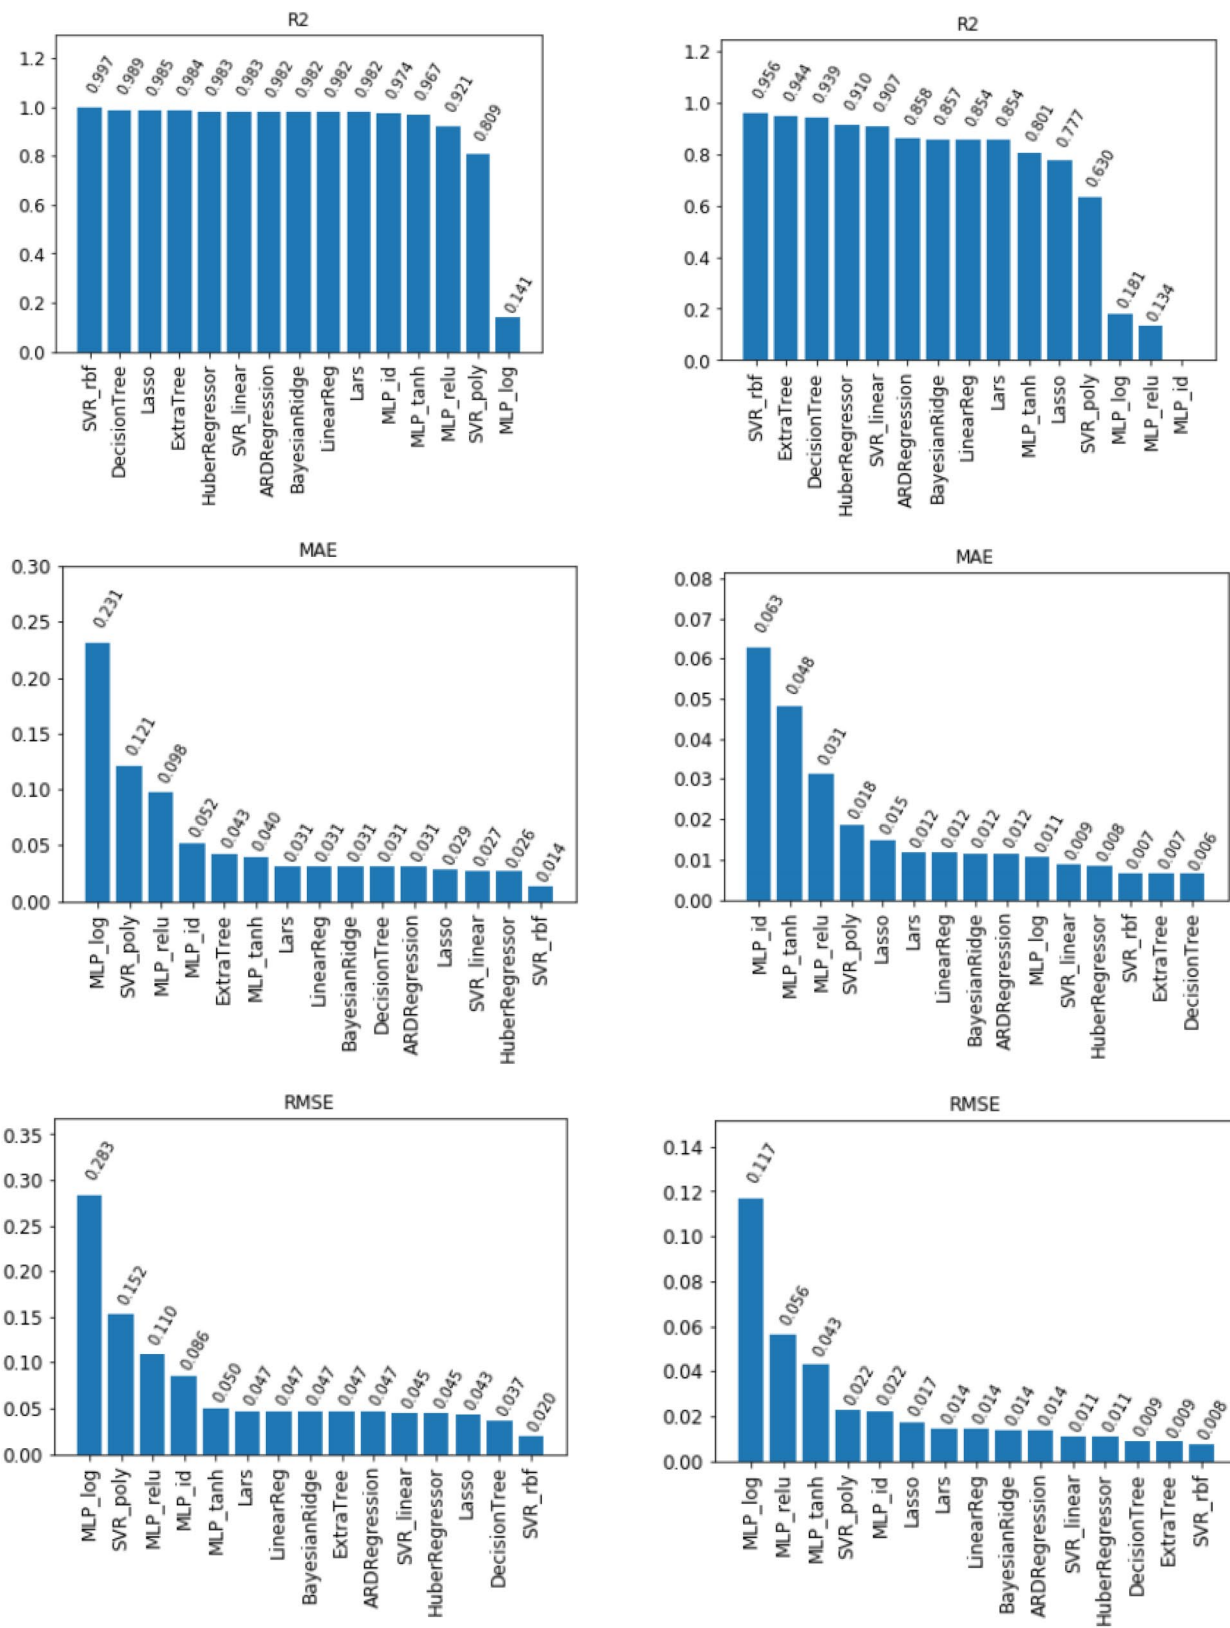 R2
1.2
1.0
0.8
0.6
0.4
0.2
0.0
0.997
0.989
0.985
0.984
0.983
0.983
0.982
0.982
0.982
0.982
0.974
0.967
0.921
0.809
0.141
SVR_rbf
DecisionTree
Lasso
ExtraTree
HuberRegressor
SVR_linear
ARDRegression
BayesianRidge
LinearReg
Lars
MLP_id
MLP_tanh
MLP_relu
SVR_poly
MLP_log
R2
1.2
1.0
0.8
0.6
0.4
0.2
0.0
0.956
0.944
0.939
0.910
0.907
0.858
0.857
0.854
0.854
0.801
0.777
0.630
0.181
0.134
SVR_rbf
ExtraTree
DecisionTree
HuberRegressor
SVR_linear
ARDRegression
BayesianRidge
LinearReg
Lars
MLP_tanh
Lasso
SVR_poly
MLP_log
MLP_relu
MLP_id
MAE
0.30
0.25
0.20
0.15
0.10
0.05
0.00
0.231
0.121
0.098
0.052
0.043
0.040
0.031
0.031
0.031
0.031
0.031
0.029
0.027
0.026
0.014
MLP_log
SVR_poly
MLP_relu
MLP_id
ExtraTree
MLP_tanh
Lars
LinearReg
BayesianRidge
DecisionTree
ARDRegression
Lasso
SVR_linear
HuberRegressor
SVR_rbf
MAE
0.08
0.07
0.06
0.05
0.04
0.03
0.02
0.01
0.00
0.063
0.048
0.031
0.018
0.015
0.012
0.012
0.012
0.012
0.011
0.009
0.008
0.007
0.007
0.006
MLP_id
MLP_tanh
MLP_relu
SVR_poly
Lasso
Lars
LinearReg
BayesianRidge
ARDRegression
MLP_log
SVR_linear
HuberRegressor
SVR_rbf
ExtraTree
DecisionTree
RMSE
0.35
0.30
0.25
0.20
0.15
0.10
0.05
0.00
0.283
0.152
0.110
0.086
0.050
0.047
0.047
0.047
0.047
0.047
0.045
0.045
0.043
0.037
0.020
MLP_log
SVR_poly
MLP_relu
MLP_id
MLP_tanh
Lars
LinearReg
BayesianRidge
ExtraTree
ARDRegression
SVR_linear
HuberRegressor
Lasso
DecisionTree
SVR_rbf
RMSE
0.14
0.12
0.10
0.08
0.06
0.04
0.02
0.00
0.117
0.056
0.043
0.022
0.022
0.017
0.014
0.014
0.014
0.014
0.011
0.011
0.009
0.009
0.008
MLP_log
MLP_relu
MLP_tanh
SVR_poly
MLP_id
Lasso
Lars
LinearReg
BayesianRidge
ARDRegression
SVR_linear
HuberRegressor
DecisionTree
ExtraTree
SVR_rbf